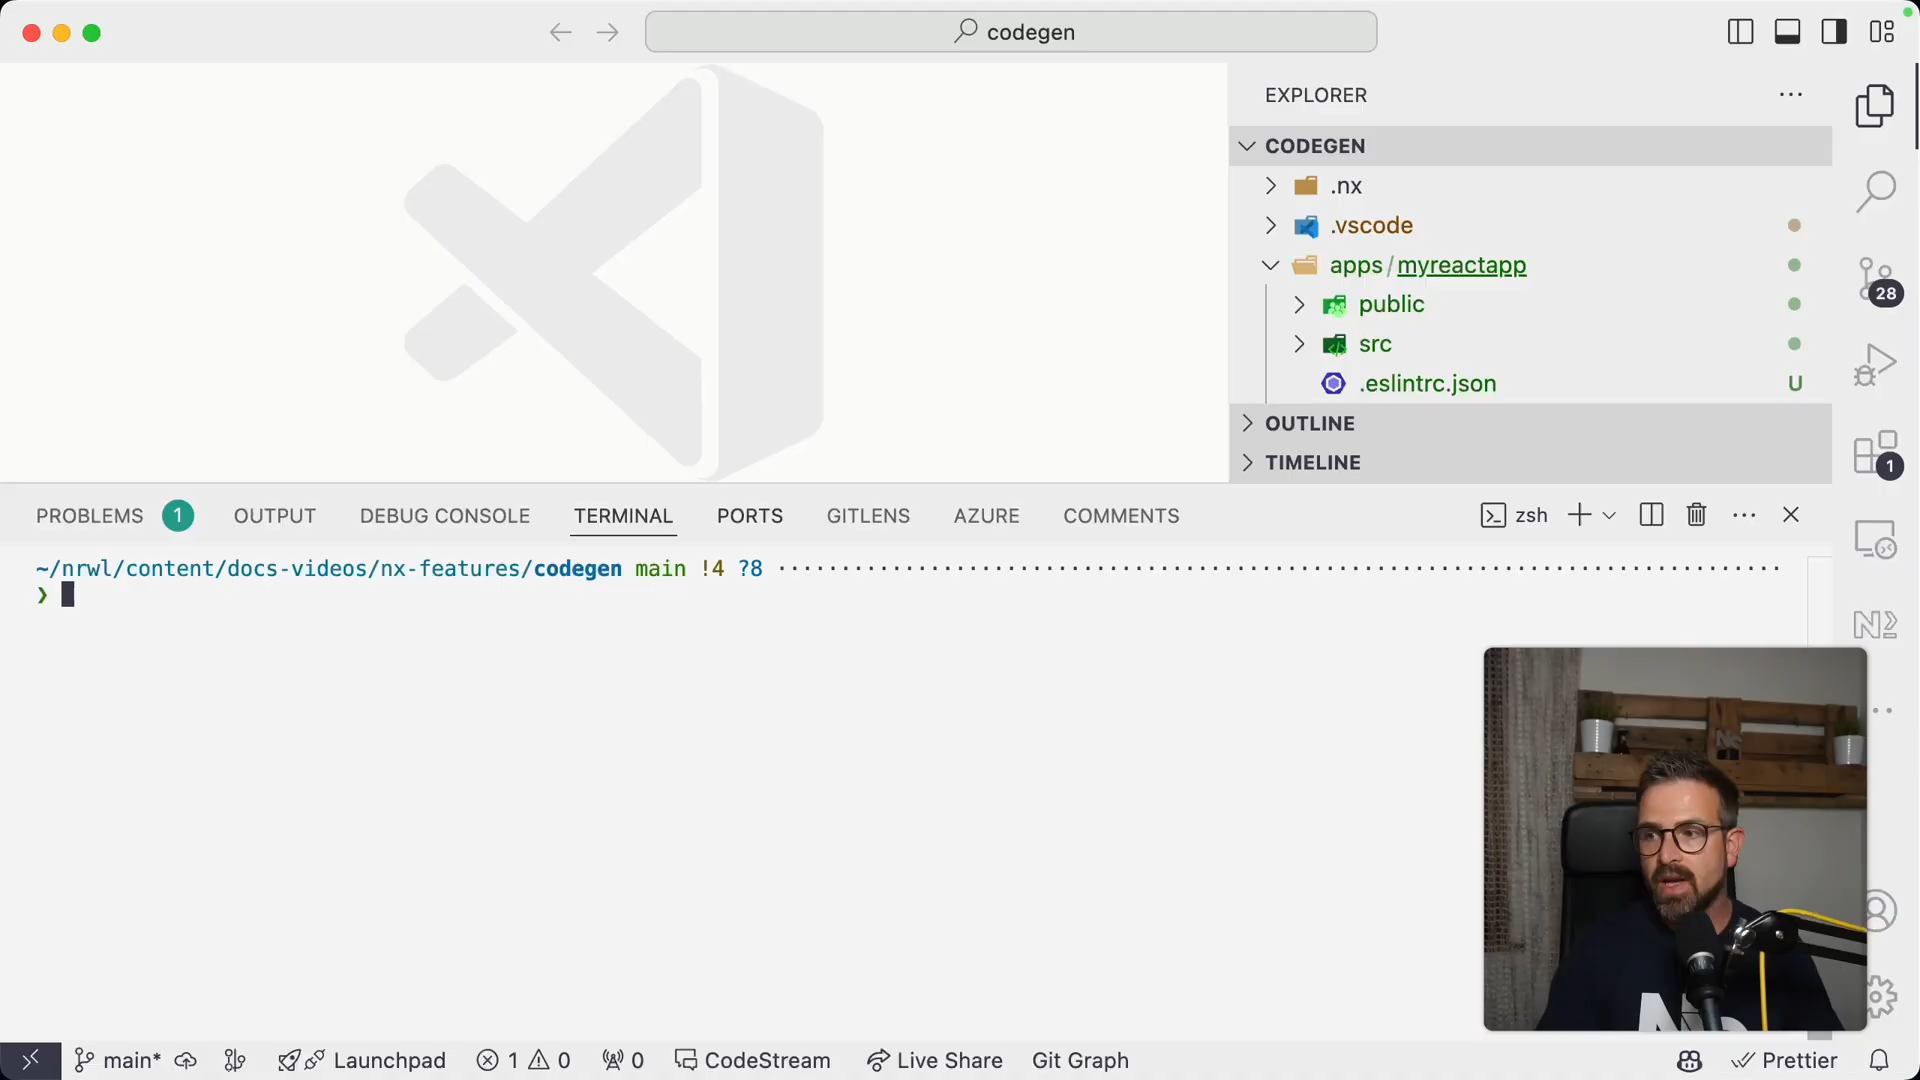 codegen
EXPLORER
CODEGEN
.nx
.vscode
apps/myreactapp
public
src
.eslintrc.json U
OUTLINE
TIMELINE
28
1
PROBLEMS 1 OUTPUT DEBUG CONSOLE TERMINAL PORTS GITLENS AZURE COMMENTS zsh
~/nrwl/content/docs-videos/nx-features/codegen main !4 ?8
❯
main* Launchpad 1 0 0 CodeStream Live Share Git Graph Prettier